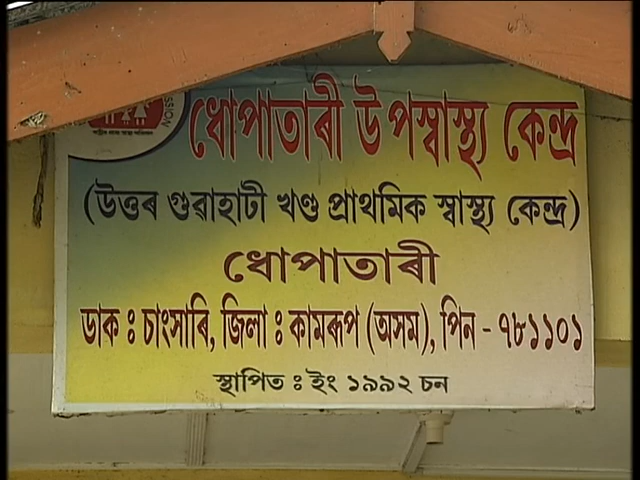 ধোপাতাৰী উপস্বাস্থ্য কেন্দ্ৰ
(উত্তৰ গুৱাহাটী খণ্ড প্ৰাথমিক স্বাস্থ্য কেন্দ্ৰ)
ধোপাতাৰী
ডাক : চাংসাৰি, জিলা : কামৰূপ (অসম), পিন - ৭৮১১০১
স্থাপিত : ইং ১৯৯২ চন